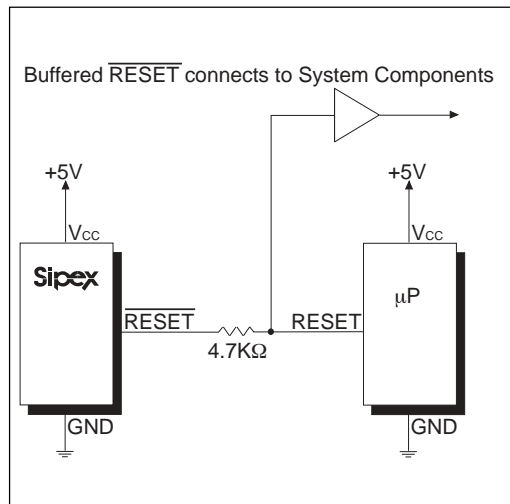 Buffered RESET connects to System Components
+5V
+5V
VCC
VCC
Sipex
µP
RESET
RESET
4.7KΩ
GND
GND